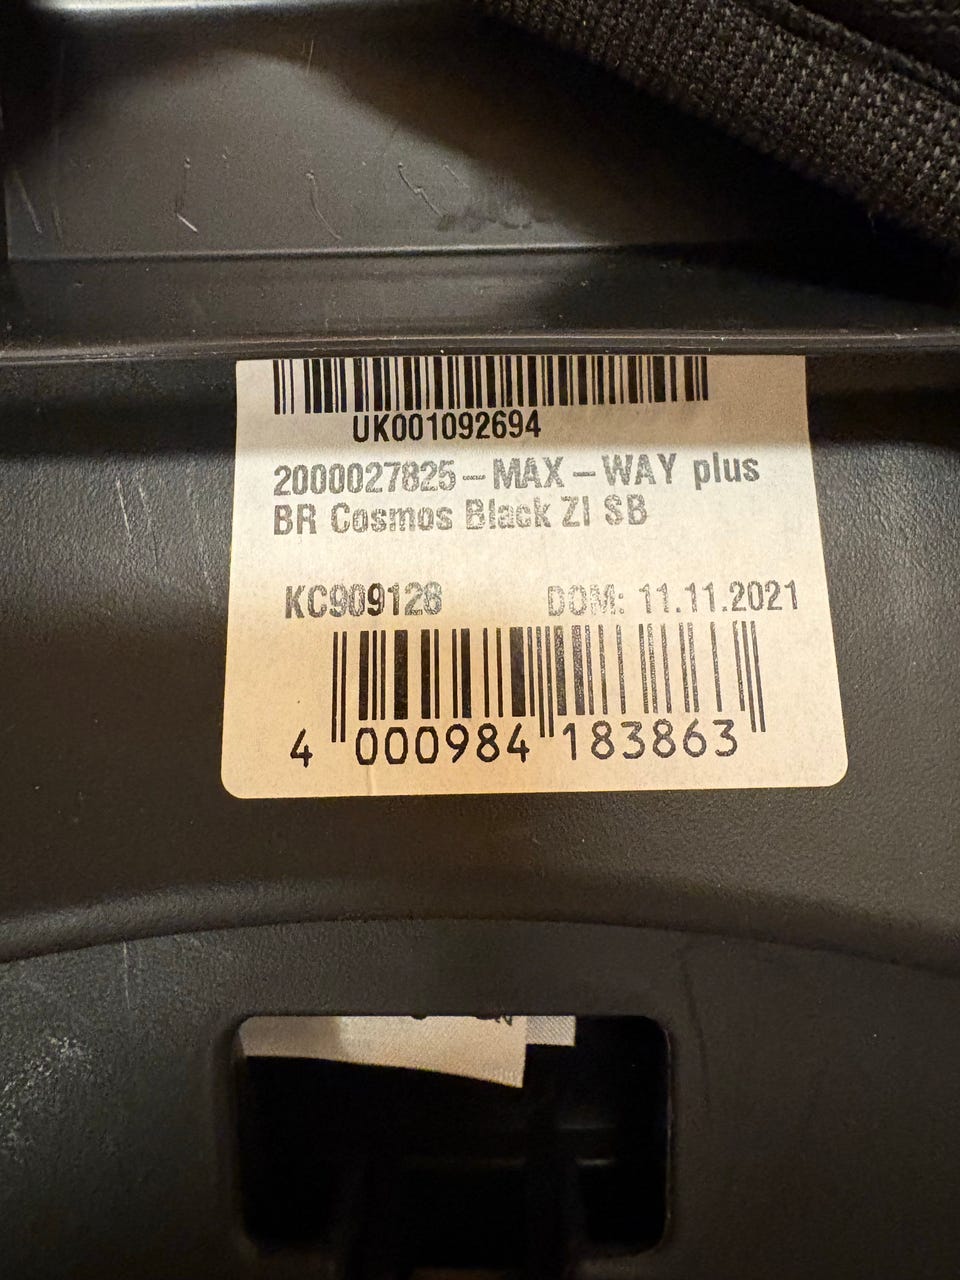 UK001092694
2000027825 - MAX - WAY plus
BR Cosmos Black ZI SB
KC909128 DOM: 11.11.2021
4 000984 183863